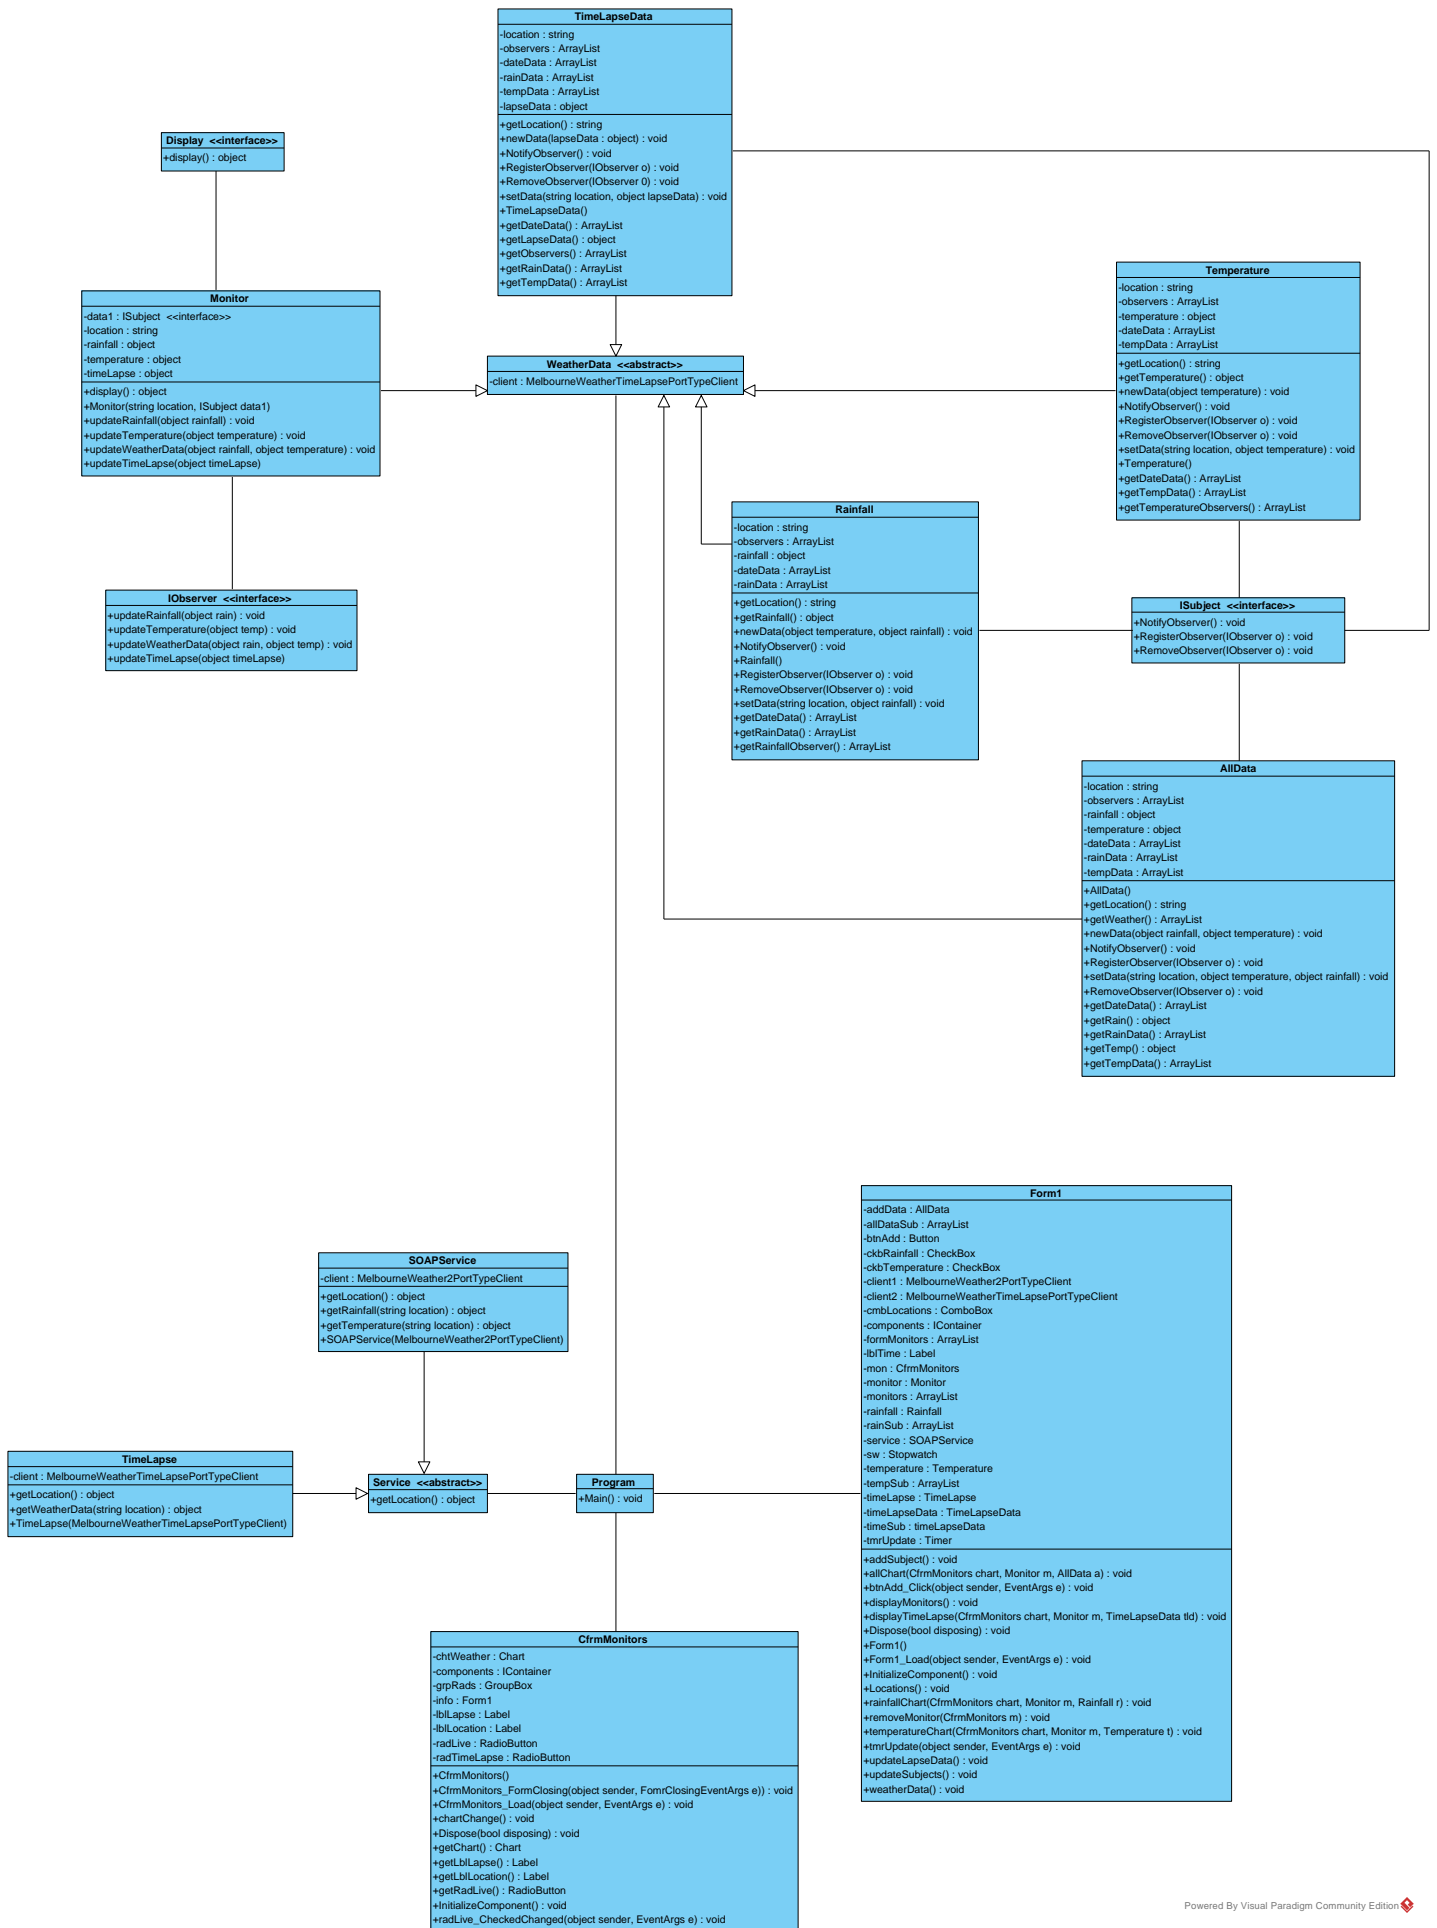 TimeLapseData
-location : string
-observers : ArrayList
-dateData : ArrayList
-rainData : ArrayList
-tempData : ArrayList
-lapseData : object
+getLocation() : string
+newData(lapseData : object) : void
+NotifyObserver() : void
+RegisterObserver(IObserver o) : void
+RemoveObserver(IObserver 0) : void
+setData(string location, object lapseData) : void
+TimeLapseData()
+getDateData() : ArrayList
+getLapseData() : object
+getObservers() : ArrayList
+getRainData() : ArrayList
+getTempData() : ArrayList
Display <<interface>>
+display() : object
Monitor
-data1 : ISubject <<interface>>
-location : string
-rainfall : object
-temperature : object
-timeLapse : object
+display() : object
+Monitor(string location, ISubject data1)
+updateRainfall(object rainfall) : void
+updateTemperature(object temperature) : void
+updateWeatherData(object rainfall, object temperature) : void
+updateTimeLapse(object timeLapse)
WeatherData <<abstract>>
-client : MelbourneWeatherTimeLapsePortTypeClient
Temperature
-location : string
-observers : ArrayList
-temperature : object
-dateData : ArrayList
-tempData : ArrayList
+getLocation() : string
+getTemperature() : object
+newData(object temperature) : void
+NotifyObserver() : void
+RegisterObserver(IObserver o) : void
+RemoveObserver(IObserver o) : void
+setData(string location, object temperature) : void
+Temperature()
+getDateData() : ArrayList
+getTempData() : ArrayList
+getTemperatureObservers() : ArrayList
Rainfall
-location : string
-observers : ArrayList
-rainfall : object
-dateData : ArrayList
-rainData : ArrayList
+getLocation() : string
+getRainfall() : object
+newData(object temperature, object rainfall) : void
+NotifyObserver() : void
+Rainfall()
+RegisterObserver(IObserver o) : void
+RemoveObserver(IObserver o) : void
+setData(string location, object rainfall) : void
+getDateData() : ArrayList
+getRainData() : ArrayList
+getRainfallObserver() : ArrayList
IObserver <<interface>>
+updateRainfall(object rain) : void
+updateTemperature(object temp) : void
+updateWeatherData(object rain, object temp) : void
+updateTimeLapse(object timeLapse)
ISubject <<interface>>
+NotifyObserver() : void
+RegisterObserver(IObserver o) : void
+RemoveObserver(IObserver o) : void
AllData
-location : string
-observers : ArrayList
-rainfall : object
-temperature : object
-dateData : ArrayList
-rainData : ArrayList
-tempData : ArrayList
+AllData()
+getLocation() : string
+getWeather() : ArrayList
+newData(object rainfall, object temperature) : void
+NotifyObserver() : void
+RegisterObserver(IObserver o) : void
+setData(string location, object temperature, object rainfall) : void
+RemoveObserver(IObserver o) : void
+getDateData() : ArrayList
+getRain() : object
+getRainData() : ArrayList
+getTemp() : object
+getTempData() : ArrayList
Form1
-addData : AllData
-allDataSub : ArrayList
-btnAdd : Button
-ckbRainfall : CheckBox
-ckbTemperature : CheckBox
-client1 : MelbourneWeather2PortTypeClient
-client2 : MelbourneWeatherTimeLapsePortTypeClient
-cmbLocations : ComboBox
-components : IContainer
-formMonitors : ArrayList
-lblTime : Label
-mon : CfrmMonitors
-monitor : Monitor
-monitors : ArrayList
-rainfall : Rainfall
-rainSub : ArrayList
-service : SOAPService
-sw : Stopwatch
-temperature : Temperature
-tempSub : ArrayList
-timeLapse : TimeLapse
-timeLapseData : TimeLapseData
-timeSub : timeLapseData
-tmrUpdate : Timer
+addSubject() : void
+allChart(CfrmMonitors chart, Monitor m, AllData a) : void
+btnAdd_Click(object sender, EventArgs e) : void
+displayMonitors() : void
+displayTimeLapse(CfrmMonitors chart, Monitor m, TimeLapseData tld) : void
+Dispose(bool disposing) : void
+Form1()
+Form1_Load(object sender, EventArgs e) : void
+InitializeComponent() : void
+Locations() : void
+rainfallChart(CfrmMonitors chart, Monitor m, Rainfall r) : void
+removeMonitor(CfrmMonitors m) : void
+temperatureChart(CfrmMonitors chart, Monitor m, Temperature t) : void
+tmrUpdate(object sender, EventArgs e) : void
+updateLapseData() : void
+updateSubjects() : void
+weatherData() : void
SOAPService
-client : MelbourneWeather2PortTypeClient
+getLocation() : object
+getRainfall(string location) : object
+getTemperature(string location) : object
+SOAPService(MelbourneWeather2PortTypeClient)
TimeLapse
-client : MelbourneWeatherTimeLapsePortTypeClient
+getLocation() : object
+getWeatherData(string location) : object
+TimeLapse(MelbourneWeatherTimeLapsePortTypeClient)
Service <<abstract>>
+getLocation() : object
Program
+Main() : void
CfrmMonitors
-chtWeather : Chart
-components : IContainer
-grpRads : GroupBox
-info : Form1
-lblLapse : Label
-lblLocation : Label
-radLive : RadioButton
-radTimeLapse : RadioButton
+CfrmMonitors()
+CfrmMonitors_FormClosing(object sender, FomrClosingEventArgs e)) : void
+CfrmMonitors_Load(object sender, EventArgs e) : void
+chartChange() : void
+Dispose(bool disposing) : void
+getChart() : Chart
+getLblLapse() : Label
+getLblLocation() : Label
+getRadLive() : RadioButton
+InitializeComponent() : void
+radLive_CheckedChanged(object sender, EventArgs e) : void
Powered By Visual Paradigm Community Edition